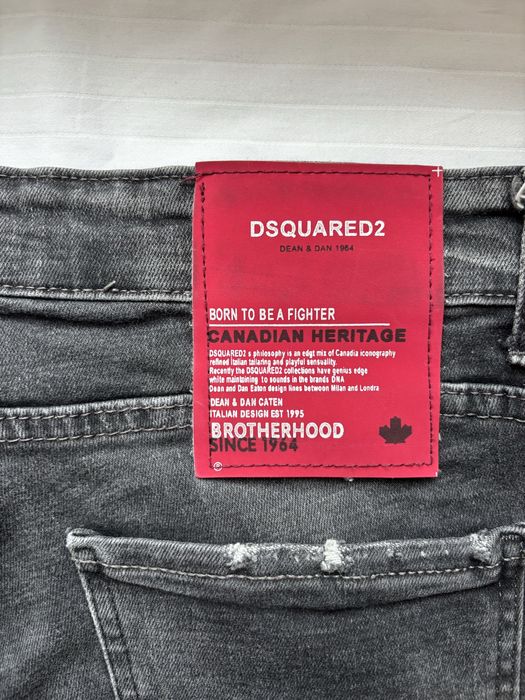 DSQUARED2
DEAN & DAN 1964
BORN TO BE A FIGHTER
CANADIAN HERITAGE
DSQUARED2 s philosophy is an edgt mix of Canadia iconography
refined Italian tailaring and playful sensuality.
Recently the DSQUARED2 collections have genius edge
while maintaining to sounds in the brands DNA
Dean and Dan Eaton design lines between Milan and Londra
DEAN & DAN CATEN
ITALIAN DESIGN EST 1995
BROTHERHOOD
SINCE 1964
®